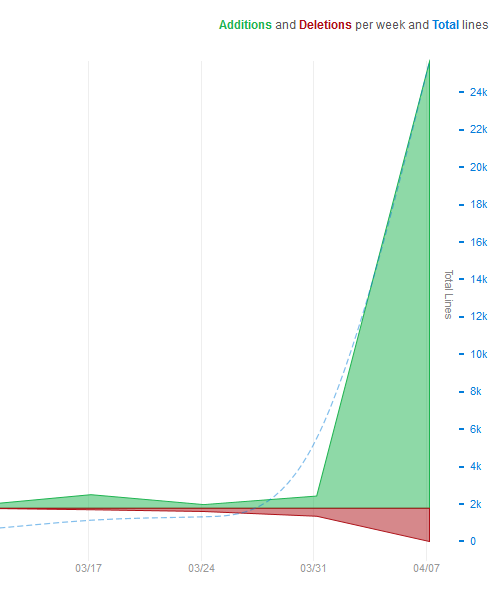 Additions and Deletions per week and Total lines
24k
22k
20k
18k
16k
14k
Total Lines
12k
10k
8k
6k
4k
2k
0
03/17 03/24 03/31 04/07